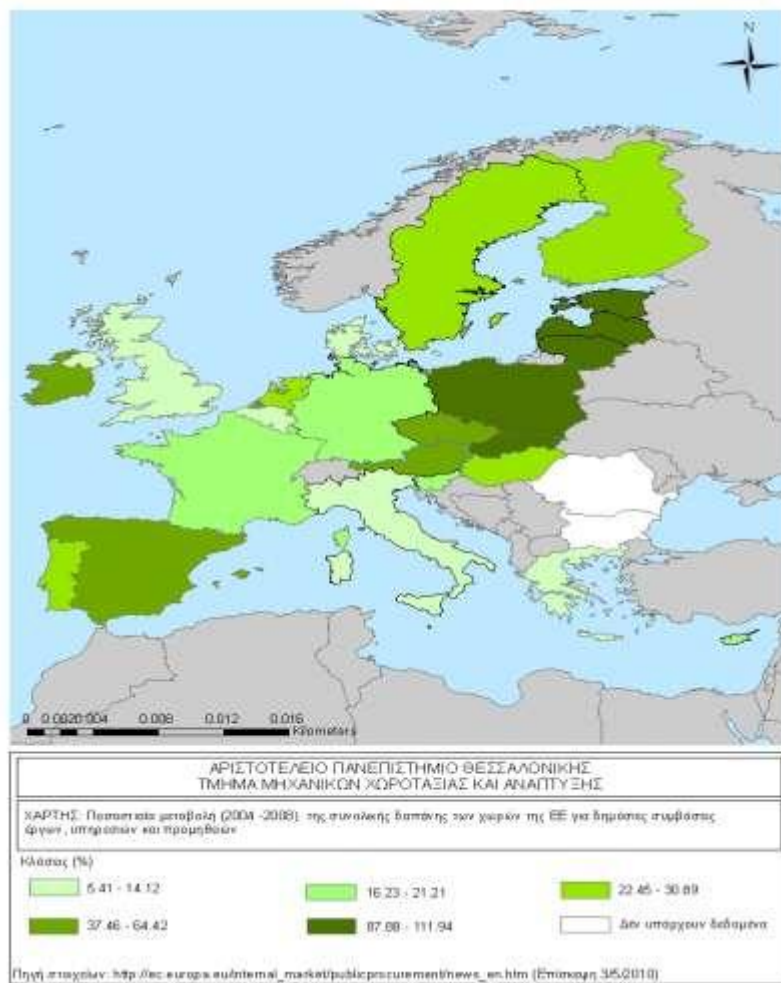 N
0 0.0020.004 0.008 0.012 0.016
Kilometers
ΑΡΙΣΤΟΤΕΛΕΙΟ ΠΑΝΕΠΙΣΤΗΜΙΟ ΘΕΣΣΑΛΟΝΙΚΗΣ
ΤΜΗΜΑ ΜΗΧΑΝΙΚΩΝ ΧΩΡΟΤΑΞΙΑΣ ΚΑΙ ΑΝΑΠΤΥΞΗΣ
ΧΑΡΤΗΣ: Ποσοστιαία μεταβολή (2004 -2008) της συνολικής δαπάνης των χωρών της ΕΕ για δημόσιες συμβάσεις
έργων, υπηρεσιών και προμηθειών
Κλάσεις (%)
5.41 - 14.12 16.23 - 21.21 22.45 - 30.89
37.46 - 64.42 87.88 - 111.94 Δεν υπάρχουν δεδομένα
Πηγή στοιχείων: http://ec.europa.eu/internal_market/publicprocurement/news_en.htm (Επίσκεψη 3/5/2010)